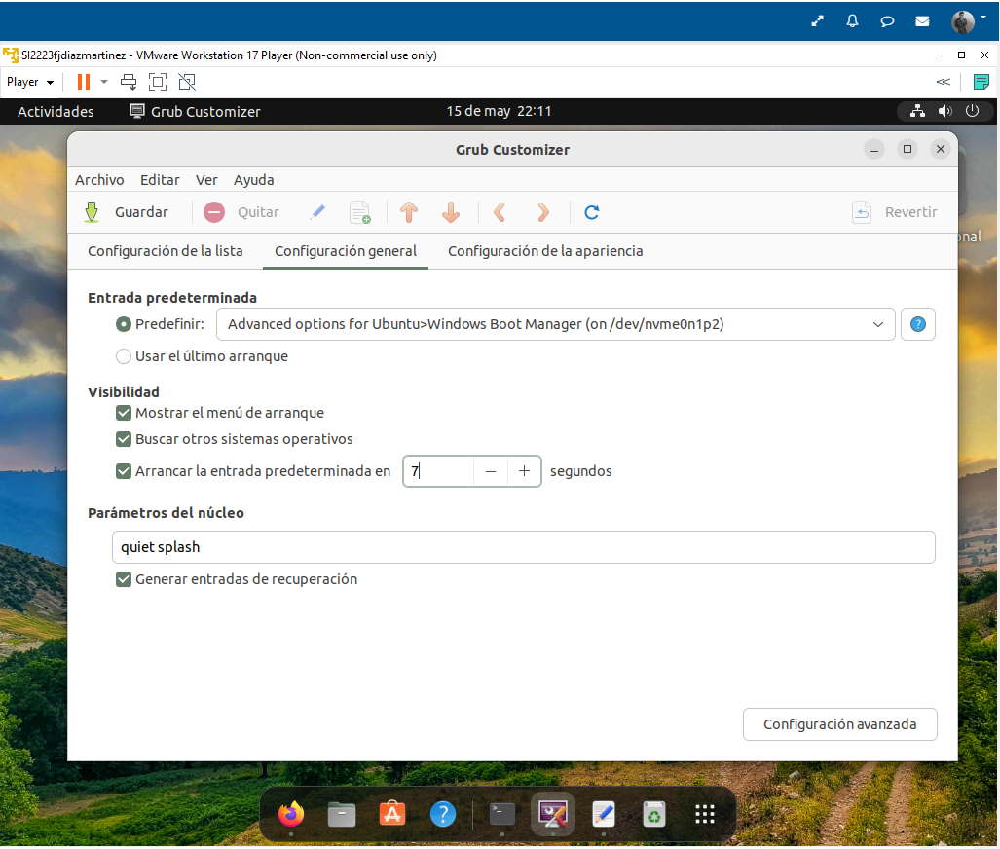 SI2223fjdiazmartinez - VMware Workstation 17 Player (Non-commercial use only)
Player
Actividades
Grub Customizer
15 de may 22:11
Grub Customizer
Archivo Editar Ver Ayuda
Guardar
Quitar
Revertir
Configuración de la lista
Configuración general
Configuración de la apariencia
Entrada predeterminada
Predefinir:
Advanced options for Ubuntu>Windows Boot Manager (on /dev/nvme0n1p2)
Usar el último arranque
Visibilidad
Mostrar el menú de arranque
Buscar otros sistemas operativos
Arrancar la entrada predeterminada en 7 segundos
Parámetros del núcleo
quiet splash
Generar entradas de recuperación
Configuración avanzada